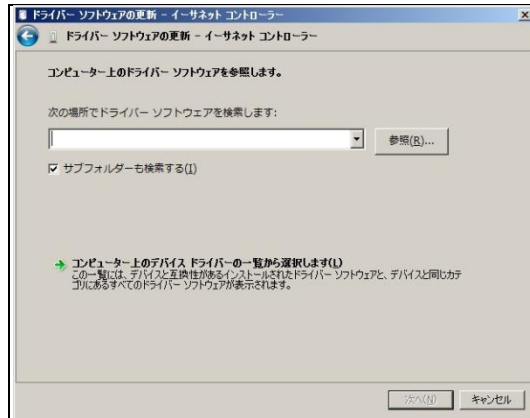 ドライバー ソフトウェアの更新 - イーサネット コントローラー
ドライバー ソフトウェアの更新 - イーサネット コントローラー
コンピューター上のドライバー ソフトウェアを参照します。
次の場所でドライバー ソフトウェアを検索します:
参照(R)...
サブフォルダーも検索する(I)
コンピューター上のデバイス ドライバーの一覧から選択します(L)
この一覧には、デバイスと互換性があるインストールされたドライバー ソフトウェアと、デバイスと同じカテ
ゴリにあるすべてのドライバー ソフトウェアが表示されます。
次へ(N)
キャンセル